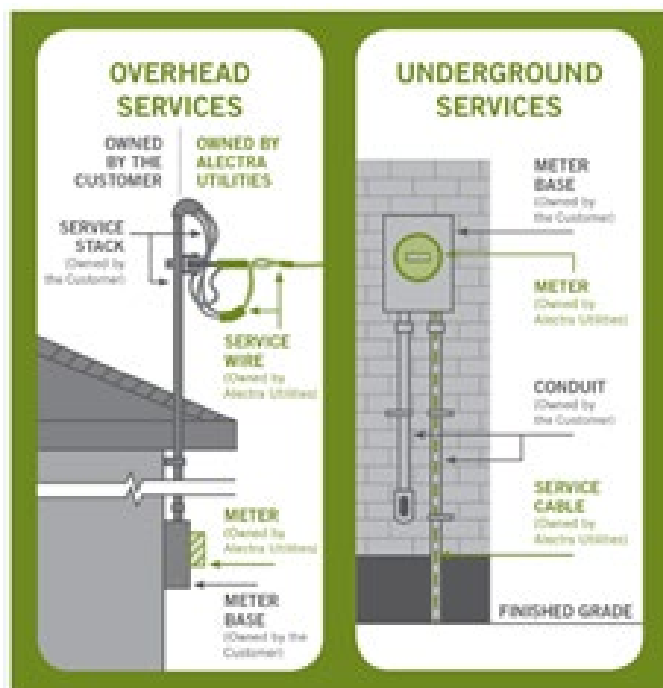 OVERHEAD
SERVICES
OWNED
BY THE
CUSTOMER
OWNED BY
ALECTRA
UTILITIES
SERVICE
STACK
(Owned by
the Customer)
SERVICE
WIRE
(Owned by
Alectra Utilities)
METER
(Owned by
Alectra Utilities)
METER
BASE
(Owned by the
Customer)
UNDERGROUND
SERVICES
METER
BASE
(Owned by
the Customer)
METER
(Owned by
Alectra Utilities)
CONDUIT
(Owned by
the Customer)
SERVICE
CABLE
(Owned by
Alectra Utilities)
FINISHED GRADE